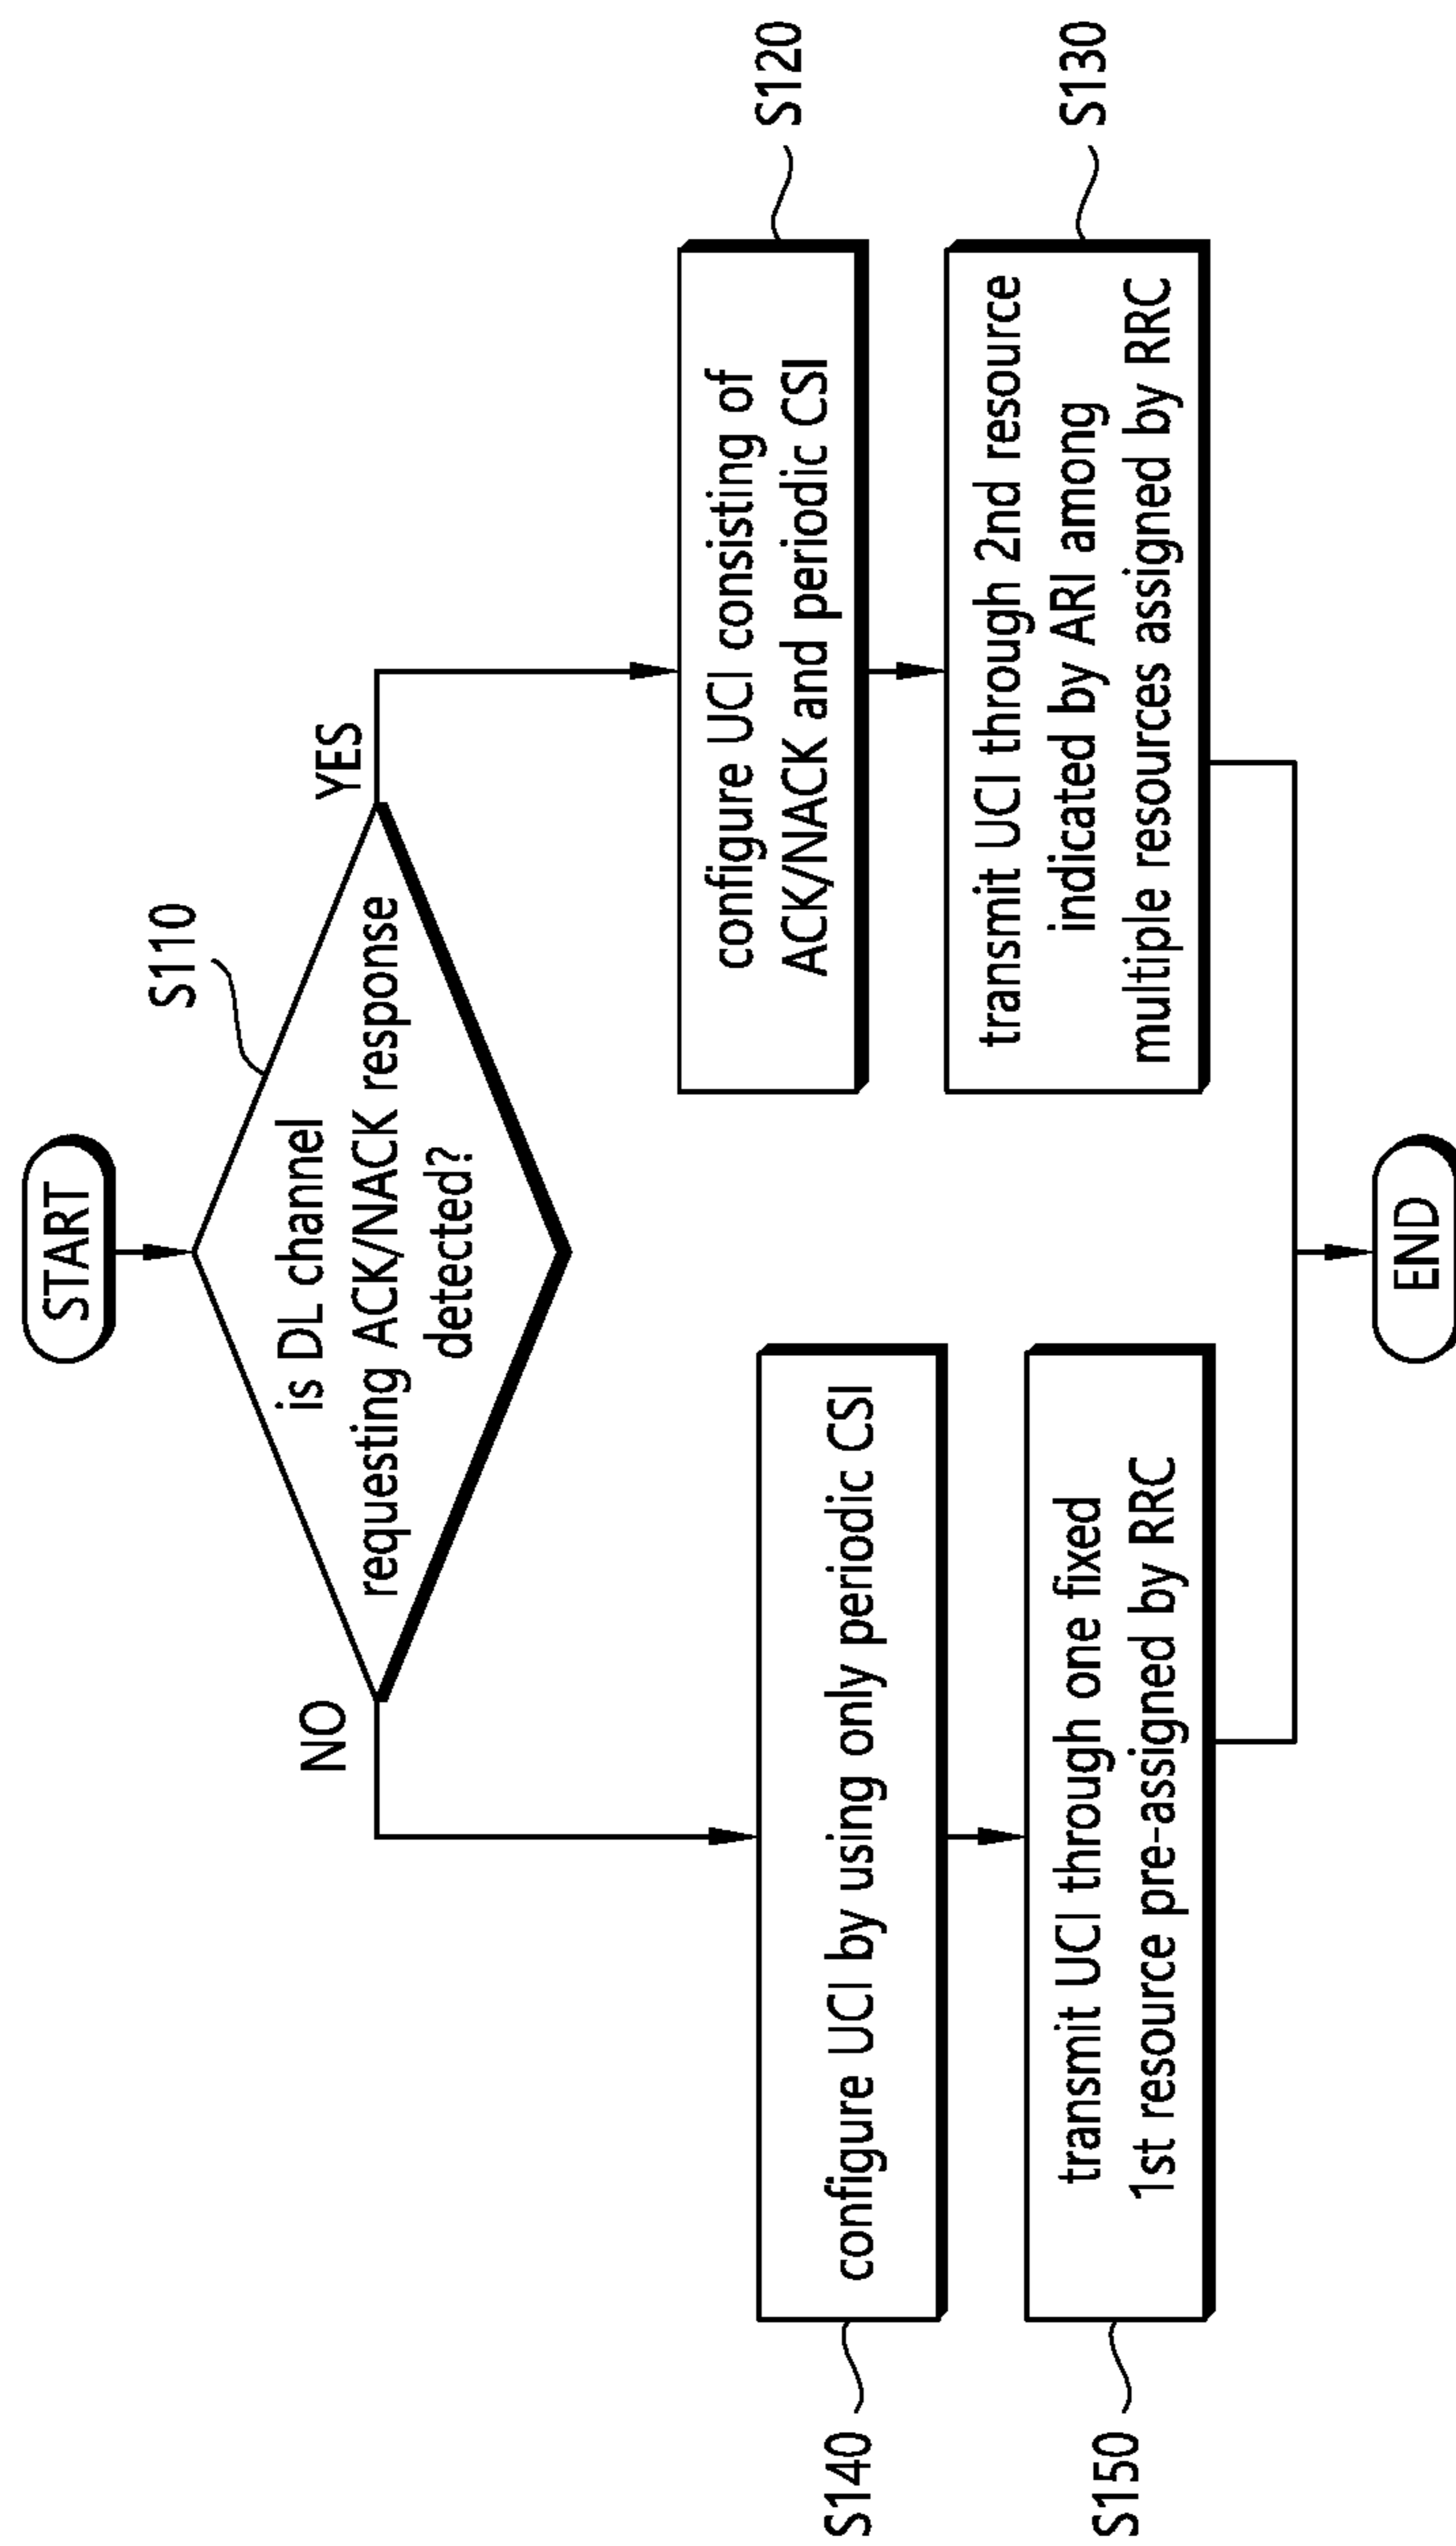 START
S110
is DL channel
requesting ACK/NACK response
detected?
NO
YES
configure UCI consisting of
ACK/NACK and periodic CSI
S120
transmit UCI through 2nd resource
indicated by ARI among
multiple resources assigned by RRC
S130
configure UCI by using only periodic CSI
S140
transmit UCI through one fixed
1st resource pre-assigned by RRC
S150
END